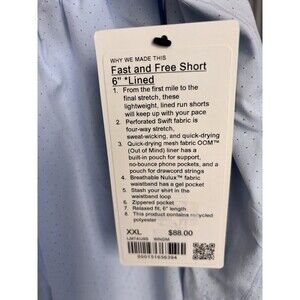 WHY WE MADE THIS
Fast and Free Short
6" *Lined
1. From the first mile to the
final stretch, these
lightweight, lined run shorts
will keep up with your pace
2. Perforated Swift fabric is
four-way stretch,
sweat-wicking, and quick-drying
3. Quick-drying mesh fabric OOM™
(Out of Mind) liner has a
built-in pouch for support,
no-bounce phone pockets, and a
pouch for drawcord strings
4. Breathable Nulux™ fabric
waistband has a gel pocket
5. Stash your shirt in the
waistband loop
6. Zippered pocket
7. Relaxed fit, 6" length
8. This product contains recycled
polyester
XXL $88.00